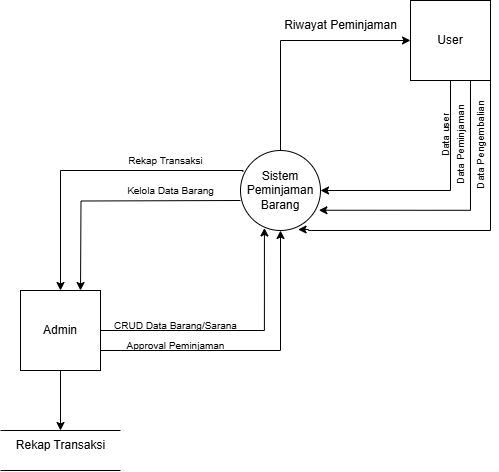 Riwayat Peminjaman
User
Data user
Data Peminjaman
Data Pengembalian
Rekap Transaksi
Kelola Data Barang
Sistem
Peminjaman
Barang
Admin
CRUD Data Barang/Sarana
Approval Peminjaman
Rekap Transaksi